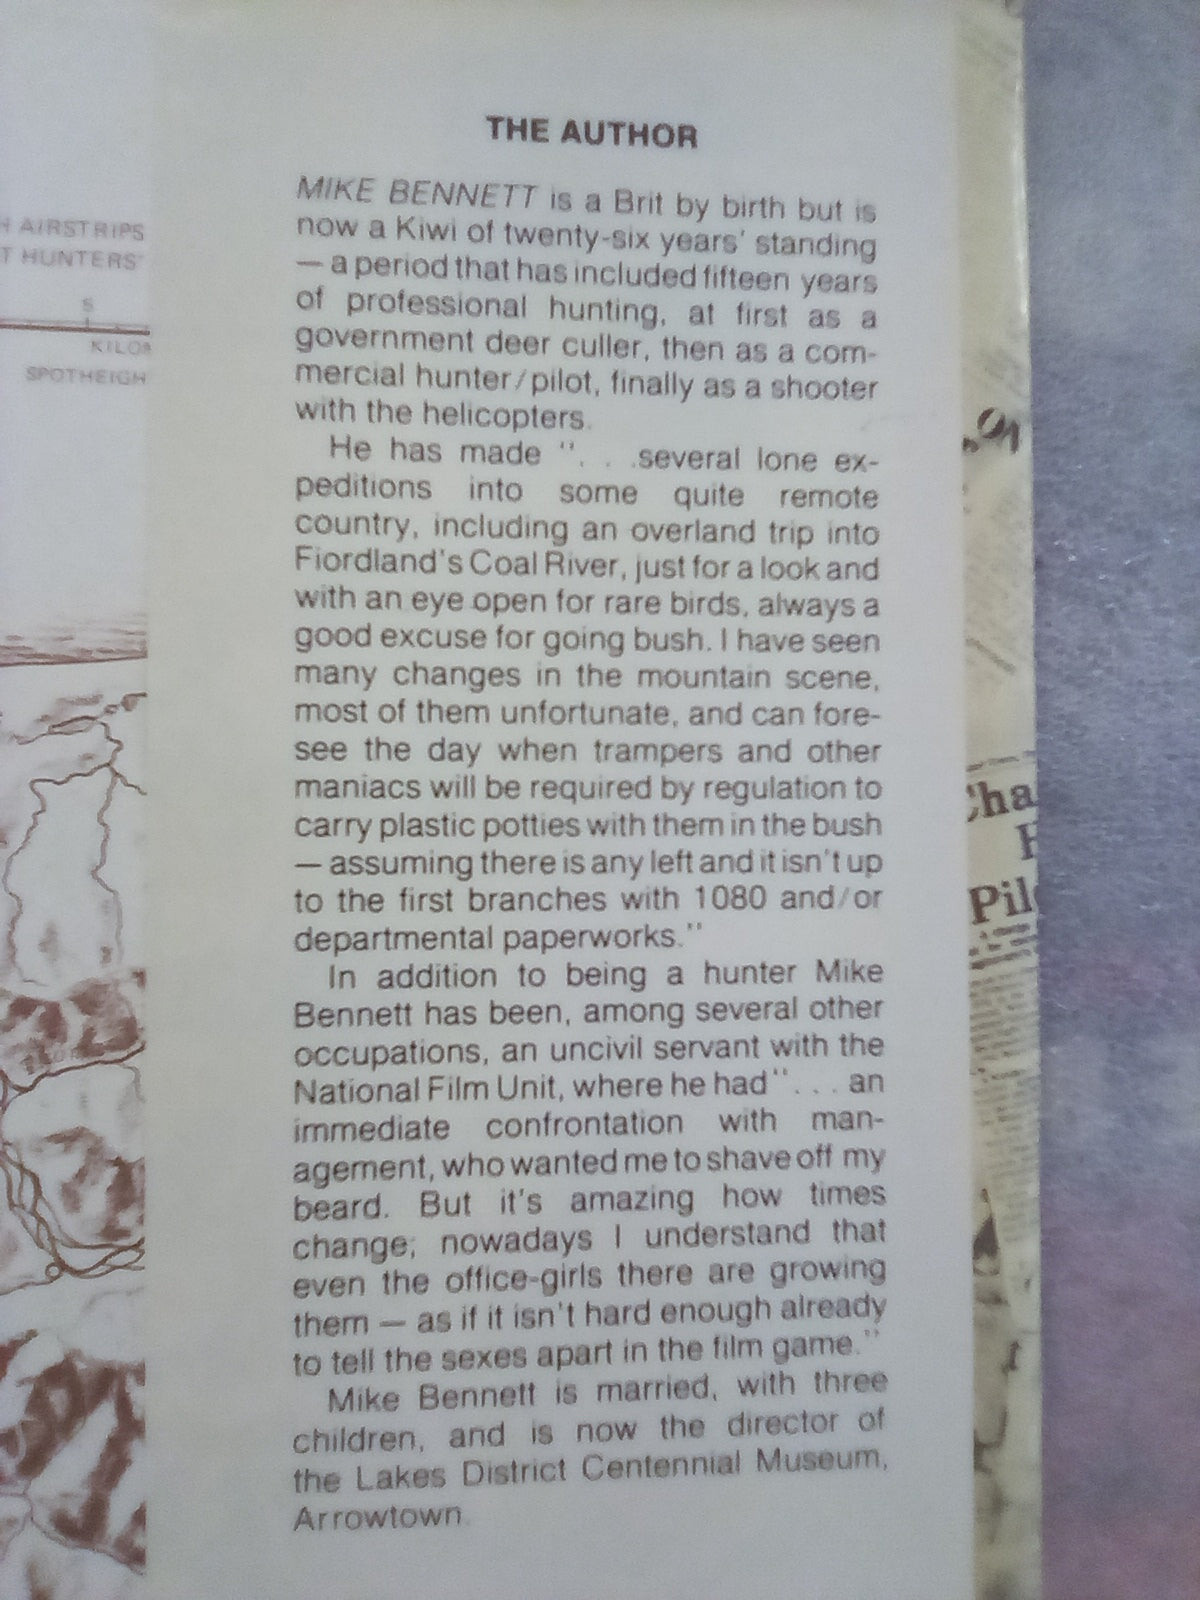 THE AUTHOR
MIKE BENNETT is a Brit by birth but is
now a Kiwi of twenty-six years' standing
— a period that has included fifteen years
of professional hunting, at first as a
government deer culler, then as a com-
mercial hunter/pilot, finally as a shooter
with the helicopters.
He has made ". . .several lone ex-
peditions into some quite remote
country, including an overland trip into
Fiordland's Coal River, just for a look and
with an eye open for rare birds, always a
good excuse for going bush. I have seen
many changes in the mountain scene,
most of them unfortunate, and can fore-
see the day when trampers and other
maniacs will be required by regulation to
carry plastic potties with them in the bush
— assuming there is any left and it isn't up
to the first branches with 1080 and/or
departmental paperworks."
In addition to being a hunter Mike
Bennett has been, among several other
occupations, an uncivil servant with the
National Film Unit, where he had ". . . an
immediate confrontation with man-
agement, who wanted me to shave off my
beard. But it's amazing how times
change; nowadays I understand that
even the office-girls there are growing
them — as if it isn't hard enough already
to tell the sexes apart in the film game."
Mike Bennett is married, with three
children, and is now the director of
the Lakes District Centennial Museum,
Arrowtown.
H AIRSTRIPS
T HUNTERS'
5
KILOM
SPOTHEIGH
Cha
Pilo